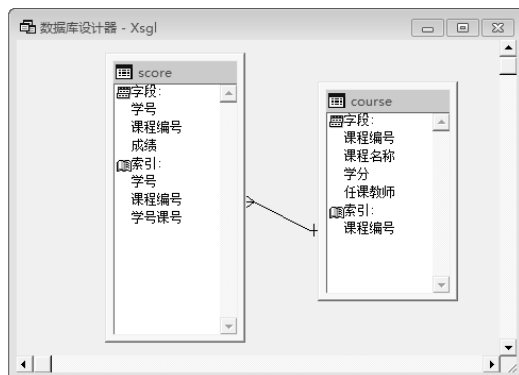 数据库设计器 - Xsgl
score
字段:
学号
课程编号
成绩
索引:
学号
课程编号
学号课号
course
字段:
课程编号
课程名称
学分
任课教师
索引:
课程编号